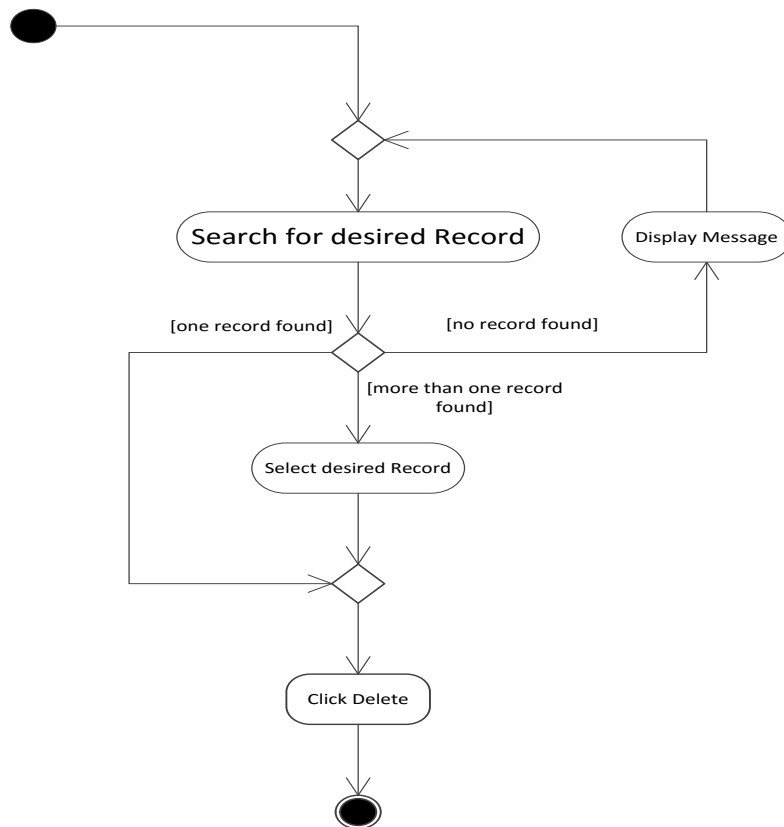 Search for desired Record
Display Message
[one record found]
[no record found]
[more than one record
found]
Select desired Record
Click Delete